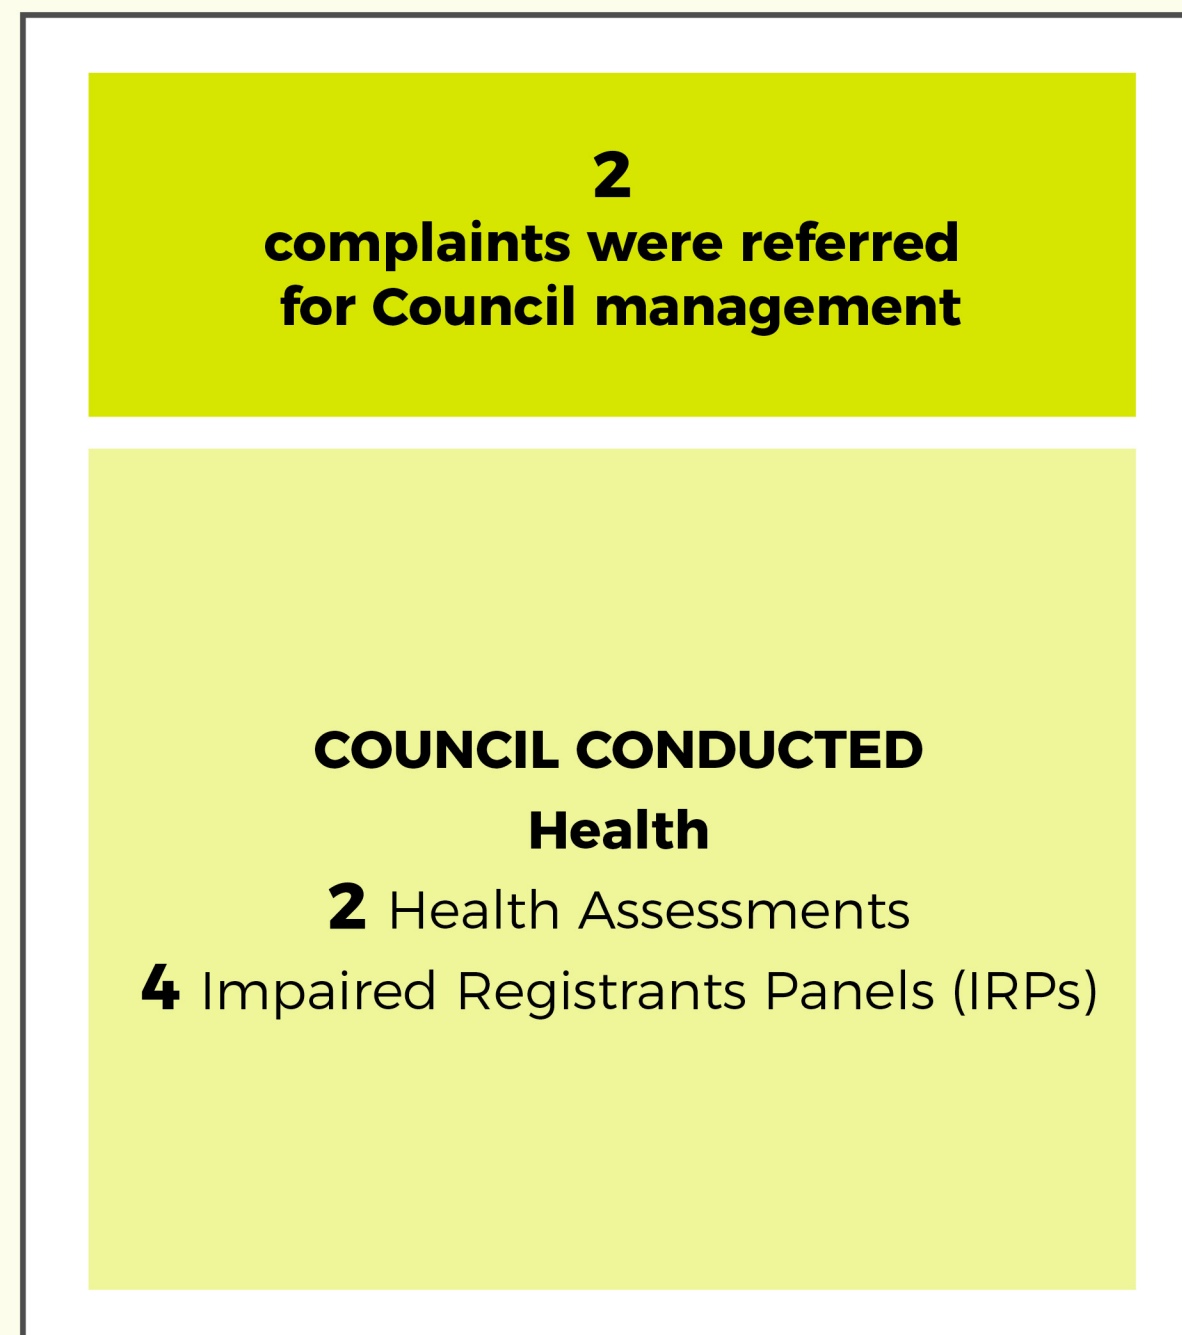 2
complaints were referred
for Council management
COUNCIL CONDUCTED
Health
2 Health Assessments
4 Impaired Registrants Panels (IRPs)